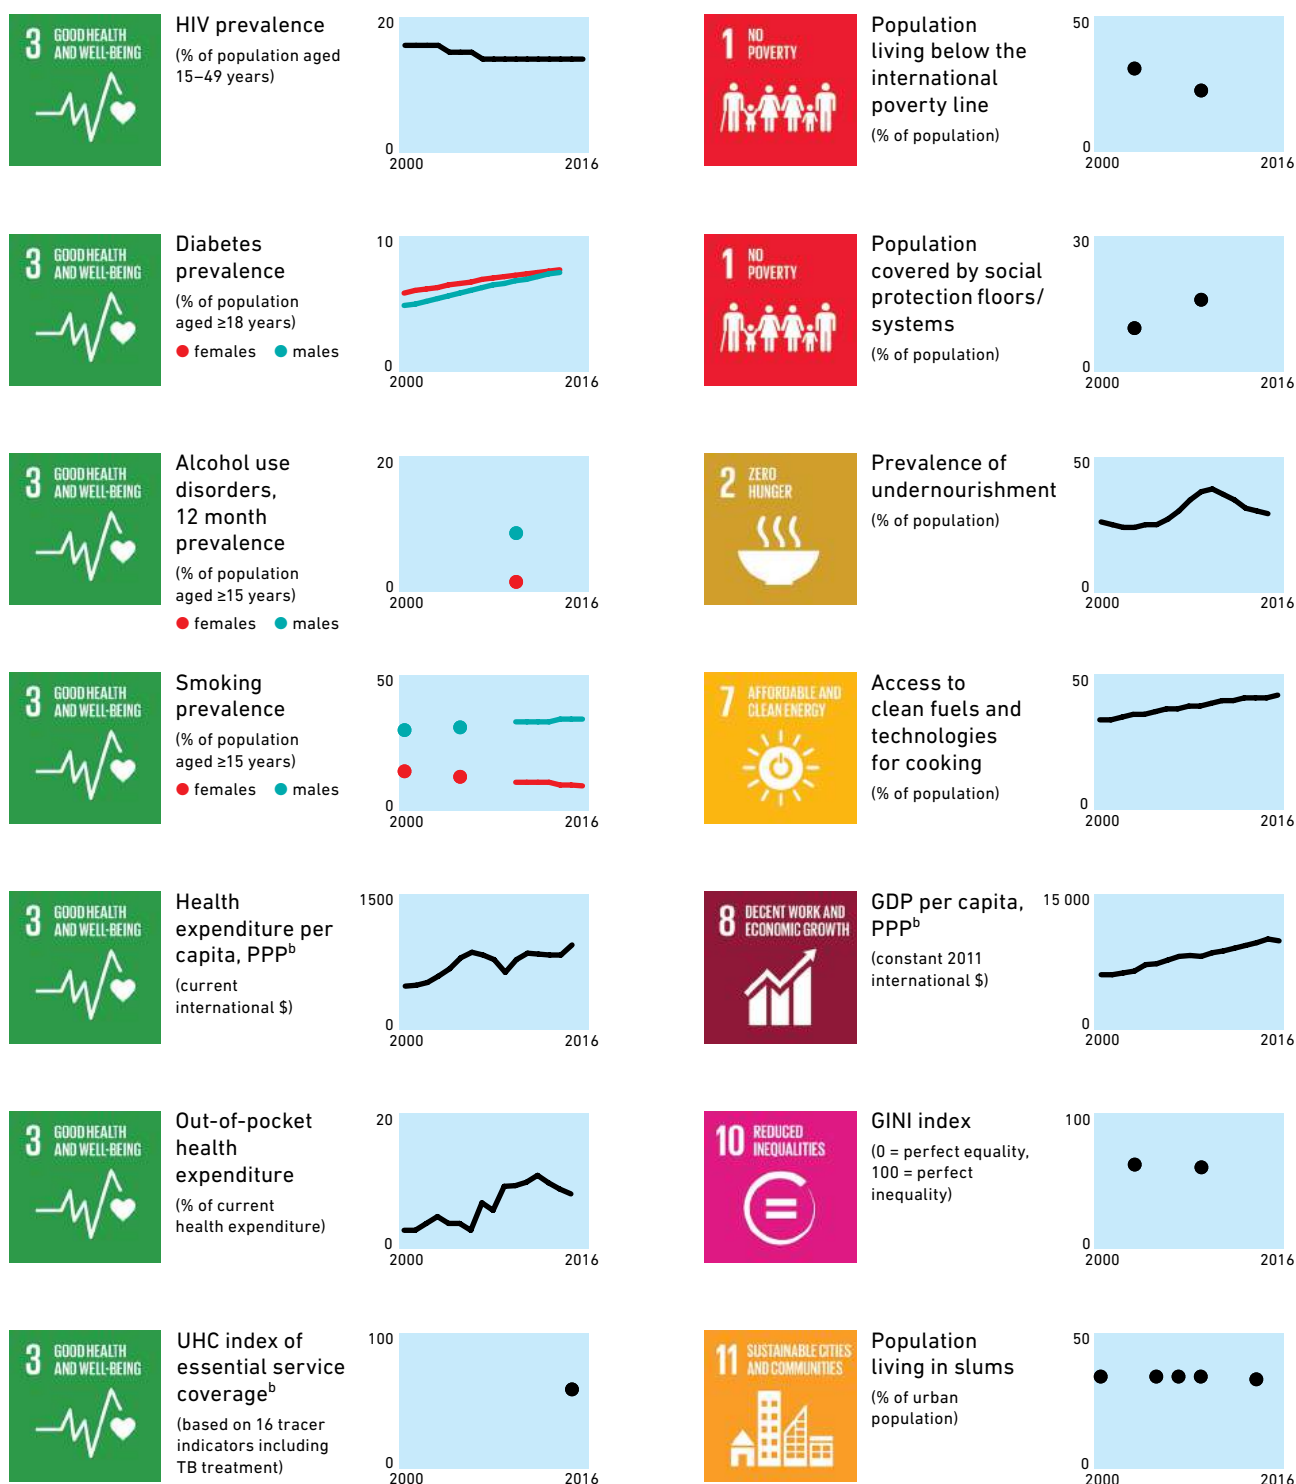 3 GOOD HEALTH
AND WELL-BEING
HIV prevalence
(% of population aged
15–49 years)
20
0
2000 2016
3 GOOD HEALTH
AND WELL-BEING
Diabetes
prevalence
(% of population
aged ≥18 years)
females males
10
0
2000 2016
3 GOOD HEALTH
AND WELL-BEING
Alcohol use
disorders,
12 month
prevalence
(% of population
aged ≥15 years)
females males
20
0
2000 2016
3 GOOD HEALTH
AND WELL-BEING
Smoking
prevalence
(% of population
aged ≥15 years)
females males
50
0
2000 2016
3 GOOD HEALTH
AND WELL-BEING
Health
expenditure per
capita, PPPb
(current
international $)
1500
0
2000 2016
3 GOOD HEALTH
AND WELL-BEING
Out-of-pocket
health
expenditure
(% of current
health expenditure)
20
0
2000 2016
3 GOOD HEALTH
AND WELL-BEING
UHC index of
essential service
coverageb
(based on 16 tracer
indicators including
TB treatment)
100
0
2000 2016
1 NO
POVERTY
Population
living below the
international
poverty line
(% of population)
50
0
2000 2016
1 NO
POVERTY
Population
covered by social
protection floors/
systems
(% of population)
30
0
2000 2016
2 ZERO
HUNGER
Prevalence of
undernourishment
(% of population)
50
0
2000 2016
7 AFFORDABLE AND
CLEAN ENERGY
Access to
clean fuels and
technologies
for cooking
(% of population)
50
0
2000 2016
8 DECENT WORK AND
ECONOMIC GROWTH
GDP per capita,
PPPb
(constant 2011
international $)
15 000
0
2000 2016
10 REDUCED
INEQUALITIES
GINI index
(0 = perfect equality,
100 = perfect
inequality)
100
0
2000 2016
11 SUSTAINABLE CITIES
AND COMMUNITIES
Population
living in slums
(% of urban
population)
50
0
2000 2016